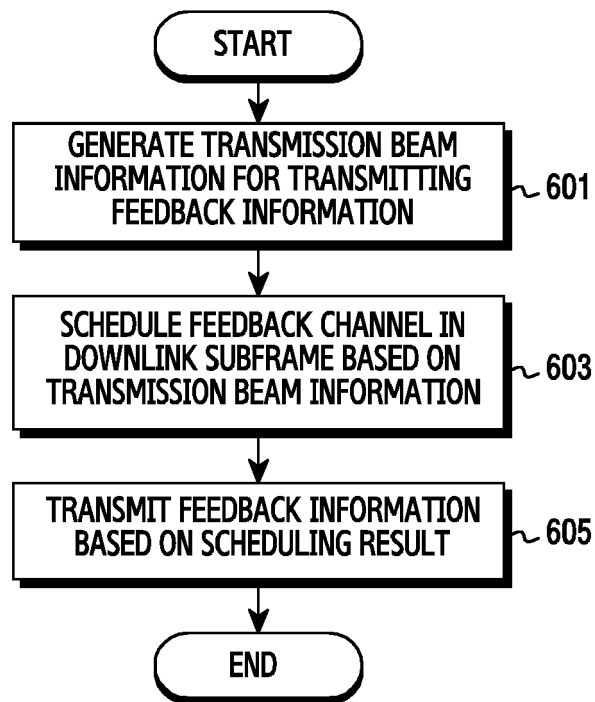 START
GENERATE TRANSMISSION BEAM
INFORMATION FOR TRANSMITTING
FEEDBACK INFORMATION
601
SCHEDULE FEEDBACK CHANNEL IN
DOWNLINK SUBFRAME BASED ON
TRANSMISSION BEAM INFORMATION
603
TRANSMIT FEEDBACK INFORMATION
BASED ON SCHEDULING RESULT
605
END